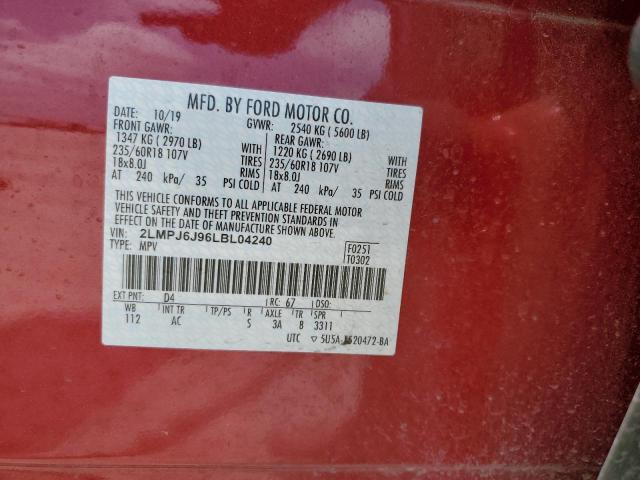 MFD. BY FORD MOTOR CO.
DATE: 10/19 GVWR: 2540 KG (5600 LB)
FRONT GAWR: REAR GAWR:
1347 KG (2970 LB) WITH 1220 KG (2690 LB) WITH
235/60R18 107V TIRES 235/60R18 107V TIRES
18x8.0J RIMS 18x8.0J RIMS
AT 240 kPa/ 35 PSI COLD AT 240 kPa/ 35 PSI COLD
THIS VEHICLE CONFORMS TO ALL APPLICABLE FEDERAL MOTOR
VEHICLE SAFETY AND THEFT PREVENTION STANDARDS IN
EFFECT ON THE DATE OF MANUFACTURE SHOWN ABOVE.
VIN: 2LMPJ6J96LBL04240 F0251
TYPE: MPV T0302
EXT PNT: D4 RC: 67 DSO:
WB INT TR TP/PS R AXLE TR SPR
112 AC S 3A B 3311
UTC ▽ 5U5A-